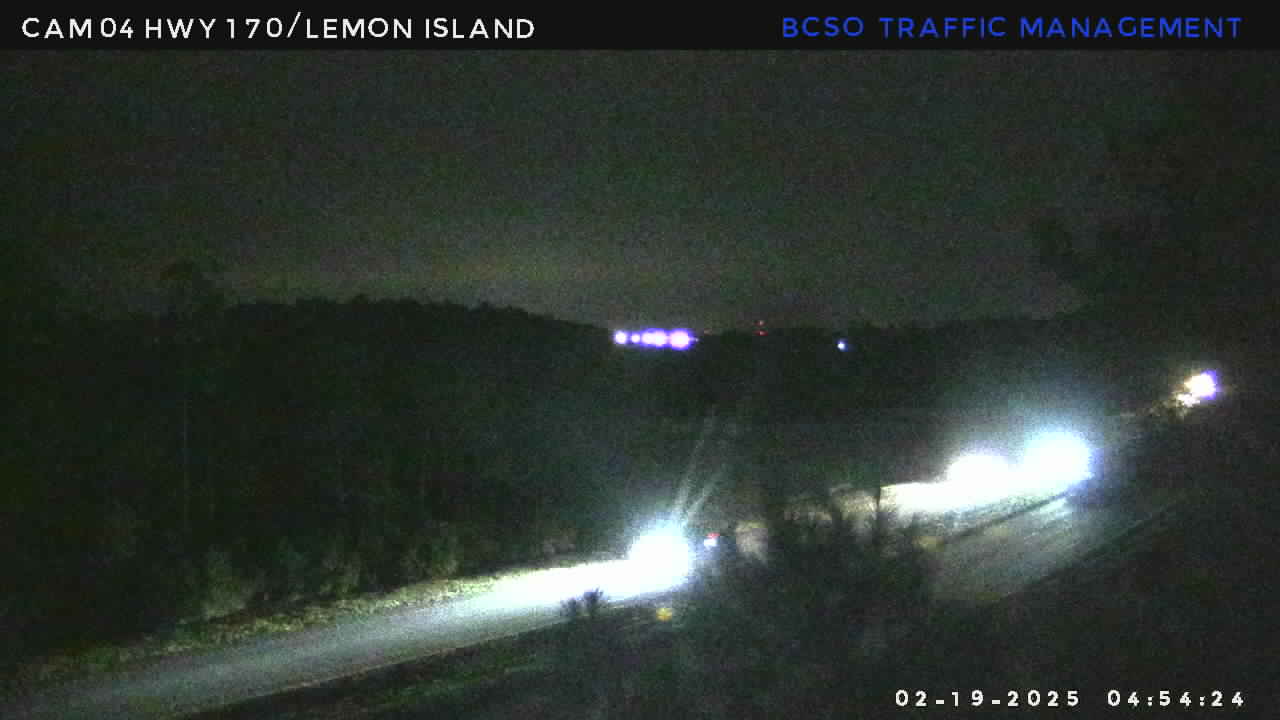 CAM04 HWY 170/LEMON ISLAND
BCSO TRAFFIC MANAGEMENT
02-19-2025 04:54:24